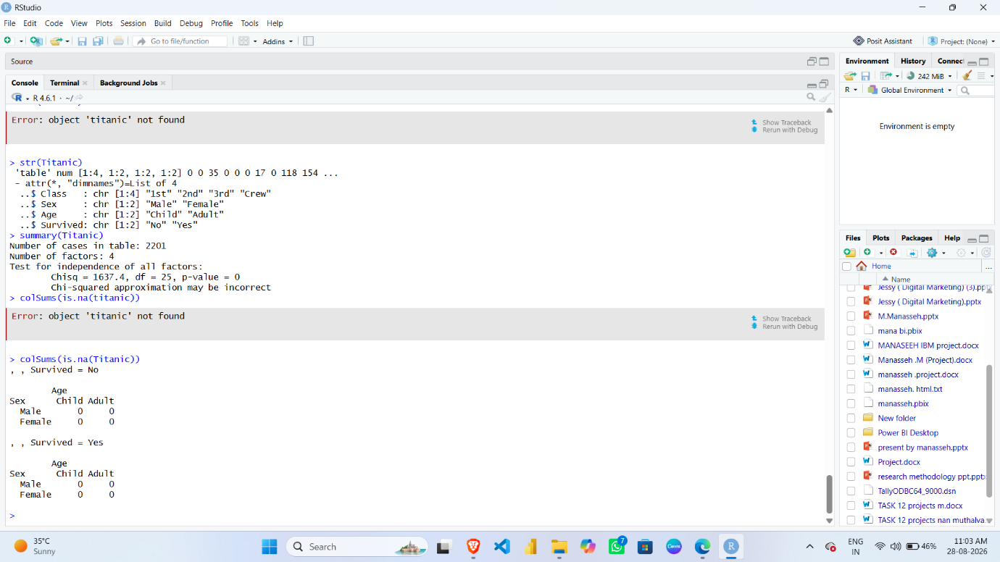 RStudio
File Edit Code View Plots Session Build Debug Profile Tools Help
Go to file/function Addins Posit Assistant Project: (None)
Source
Console Terminal Background Jobs
R 4.6.1 · ~/
Error: object 'titanic' not found
Show Traceback
Rerun with Debug
> str(Titanic)
 'table' num [1:4, 1:2, 1:2, 1:2] 0 0 35 0 0 0 17 0 118 154 ...
 - attr(*, "dimnames")=List of 4
  ..$ Class   : chr [1:4] "1st" "2nd" "3rd" "Crew"
  ..$ Sex     : chr [1:2] "Male" "Female"
  ..$ Age     : chr [1:2] "Child" "Adult"
  ..$ Survived: chr [1:2] "No" "Yes"
> summary(Titanic)
Number of cases in table: 2201
Number of factors: 4
Test for independence of all factors:
        Chisq = 1637.4, df = 25, p-value = 0
        Chi-squared approximation may be incorrect
> colSums(is.na(titanic))
Error: object 'titanic' not found
Show Traceback
Rerun with Debug
> colSums(is.na(Titanic))
, , Survived = No
        Age
Sex      Child Adult
  Male       0     0
  Female     0     0
, , Survived = Yes
        Age
Sex      Child Adult
  Male       0     0
  Female     0     0
>
Environment History Connec
242 MiB
R Global Environment
Environment is empty
Files Plots Packages Help
Home ...
Name
Jessy ( Digital Marketing) (3).pptx
Jessy ( Digital Marketing).pptx
M.Manasseh.pptx
mana bi.pbix
MANASEEH IBM project.docx
Manasseh .M (Project).docx
manasseh .project.docx
manasseh. html.txt
manasseh.pbix
New folder
Power BI Desktop
present by manasseh.pptx
Project.docx
research methodology ppt.pptx
TallyODBC64_9000.dsn
TASK 12 projects m.docx
TASK 12 projects nan muthalva.
35°C
Sunny
Search
7
ENG
IN
46%
11:03 AM
28-08-2026